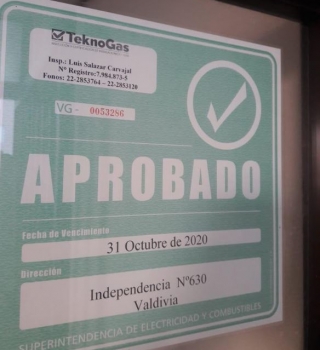 TeknoGas
Insp.: Luis Salazar Carvajal
Nº Registro:7.984.873-5
Fonos: 22-2853764 – 22-2853120
VG - 0053286
APROBADO
Fecha de Vencimiento
31 Octubre de 2020
Dirección
Independencia Nº630
Valdivia
SUPERINTENDENCIA DE ELECTRICIDAD Y COMBUSTIBLES